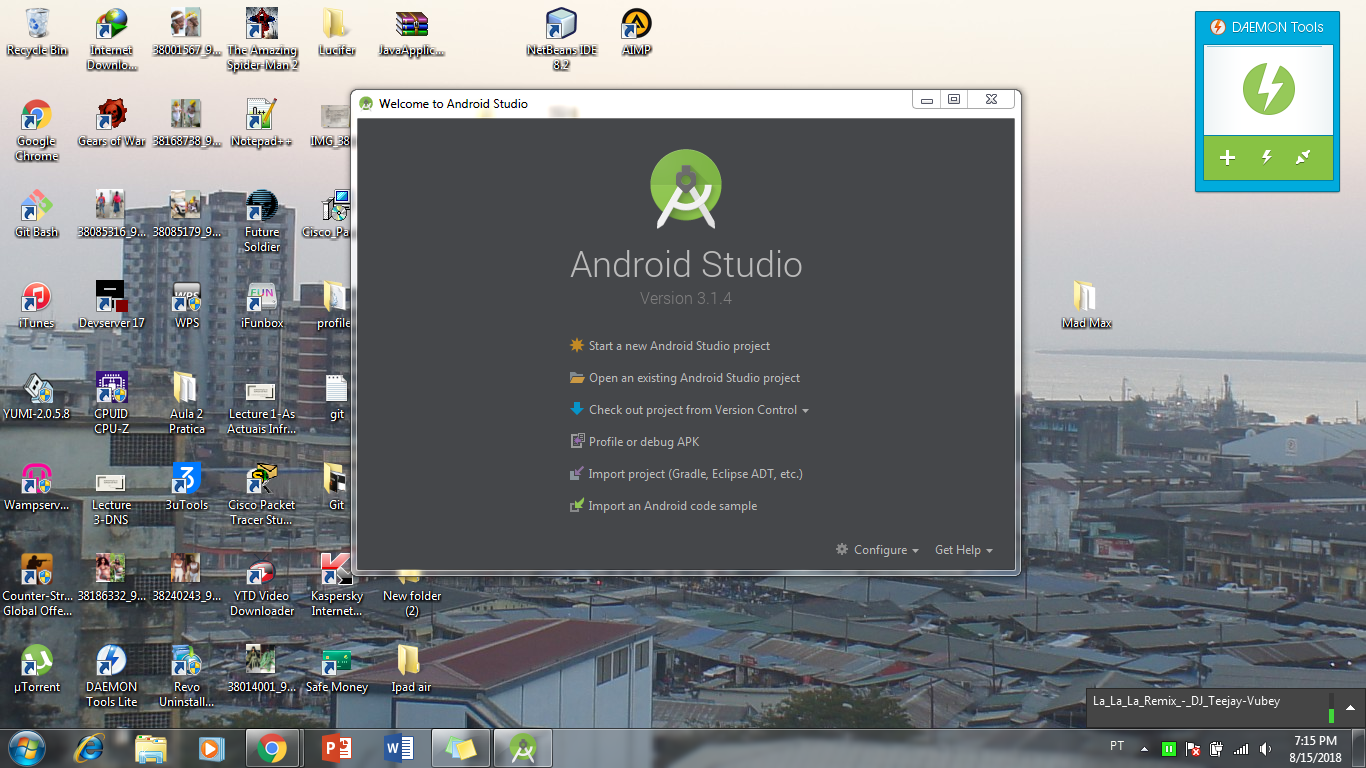 Recycle Bin
Internet
Downlo...
38001567_9...
The Amazing
Spider-Man 2
Lucifer
JavaApplic...
NetBeans IDE
8.2
AIMP
DAEMON Tools
Google
Chrome
Gears of War
38168738_9...
Notepad++
IMG_38
Git Bash
38085316_9...
38085179_9...
Future
Soldier
Cisco_Pa
iTunes
Devserver17
WPS
iFunbox
profile
YUMI-2.0.5.8
CPUID
CPU-Z
Aula 2
Pratica
Lecture 1-As
Actuais Infr...
git
Wampserv...
Lecture
3-DNS
3uTools
Cisco Packet
Tracer Stu...
Git
Counter-Str...
Global Offe...
38186332_9...
38240243_9...
YTD Video
Downloader
Kaspersky
Internet...
New folder
(2)
µTorrent
DAEMON
Tools Lite
Revo
Uninstall...
38014001_9...
Safe Money
Ipad air
Welcome to Android Studio
Android Studio
Version 3.1.4
Start a new Android Studio project
Open an existing Android Studio project
Check out project from Version Control
Profile or debug APK
Import project (Gradle, Eclipse ADT, etc.)
Import an Android code sample
Configure
Get Help
Mad Max
La_La_La_Remix_-_DJ_Teejay-Vubey
PT
7:15 PM
8/15/2018